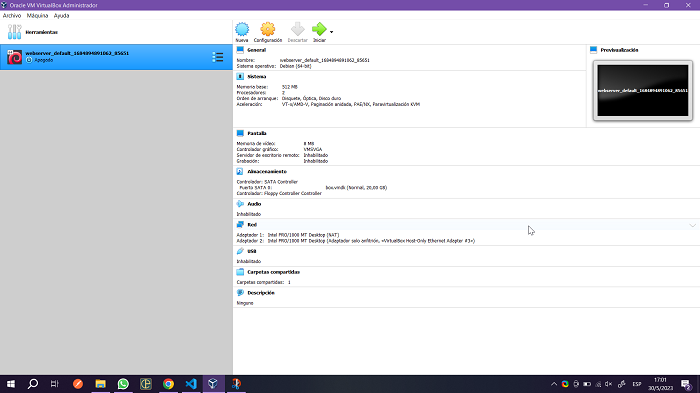 Oracle VM VirtualBox Administrador
Archivo Máquina Ayuda
Herramientas
Nueva Configuración Descartar Iniciar
webserver_default_1684894891062_85651
Apagado
General
Nombre: webserver_default_1684894891062_85651
Sistema operativo: Debian (64-bit)
Previsualización
webserver_default_1684894891062_85651
Sistema
Memoria base: 512 MB
Procesadores: 2
Orden de arranque: Disquete, Óptica, Disco duro
Aceleración: VT-x/AMD-V, Paginación anidada, PAE/NX, Paravirtualización KVM
Pantalla
Memoria de vídeo: 8 MB
Controlador gráfico: VMSVGA
Servidor de escritorio remoto: Inhabilitado
Grabación: Inhabilitado
Almacenamiento
Controlador: SATA Controller
Puerto SATA 0: box.vmdk (Normal, 20,00 GB)
Controlador: Floppy Controller Controller
Audio
Inhabilitado
Red
Adaptador 1: Intel PRO/1000 MT Desktop (NAT)
Adaptador 2: Intel PRO/1000 MT Desktop (Adaptador solo anfitrión, «VirtualBox Host-Only Ethernet Adapter #3»)
USB
Inhabilitado
Carpetas compartidas
Carpetas compartidas: 1
Descripción
Ninguno
ESP
17:01
30/5/2023
2